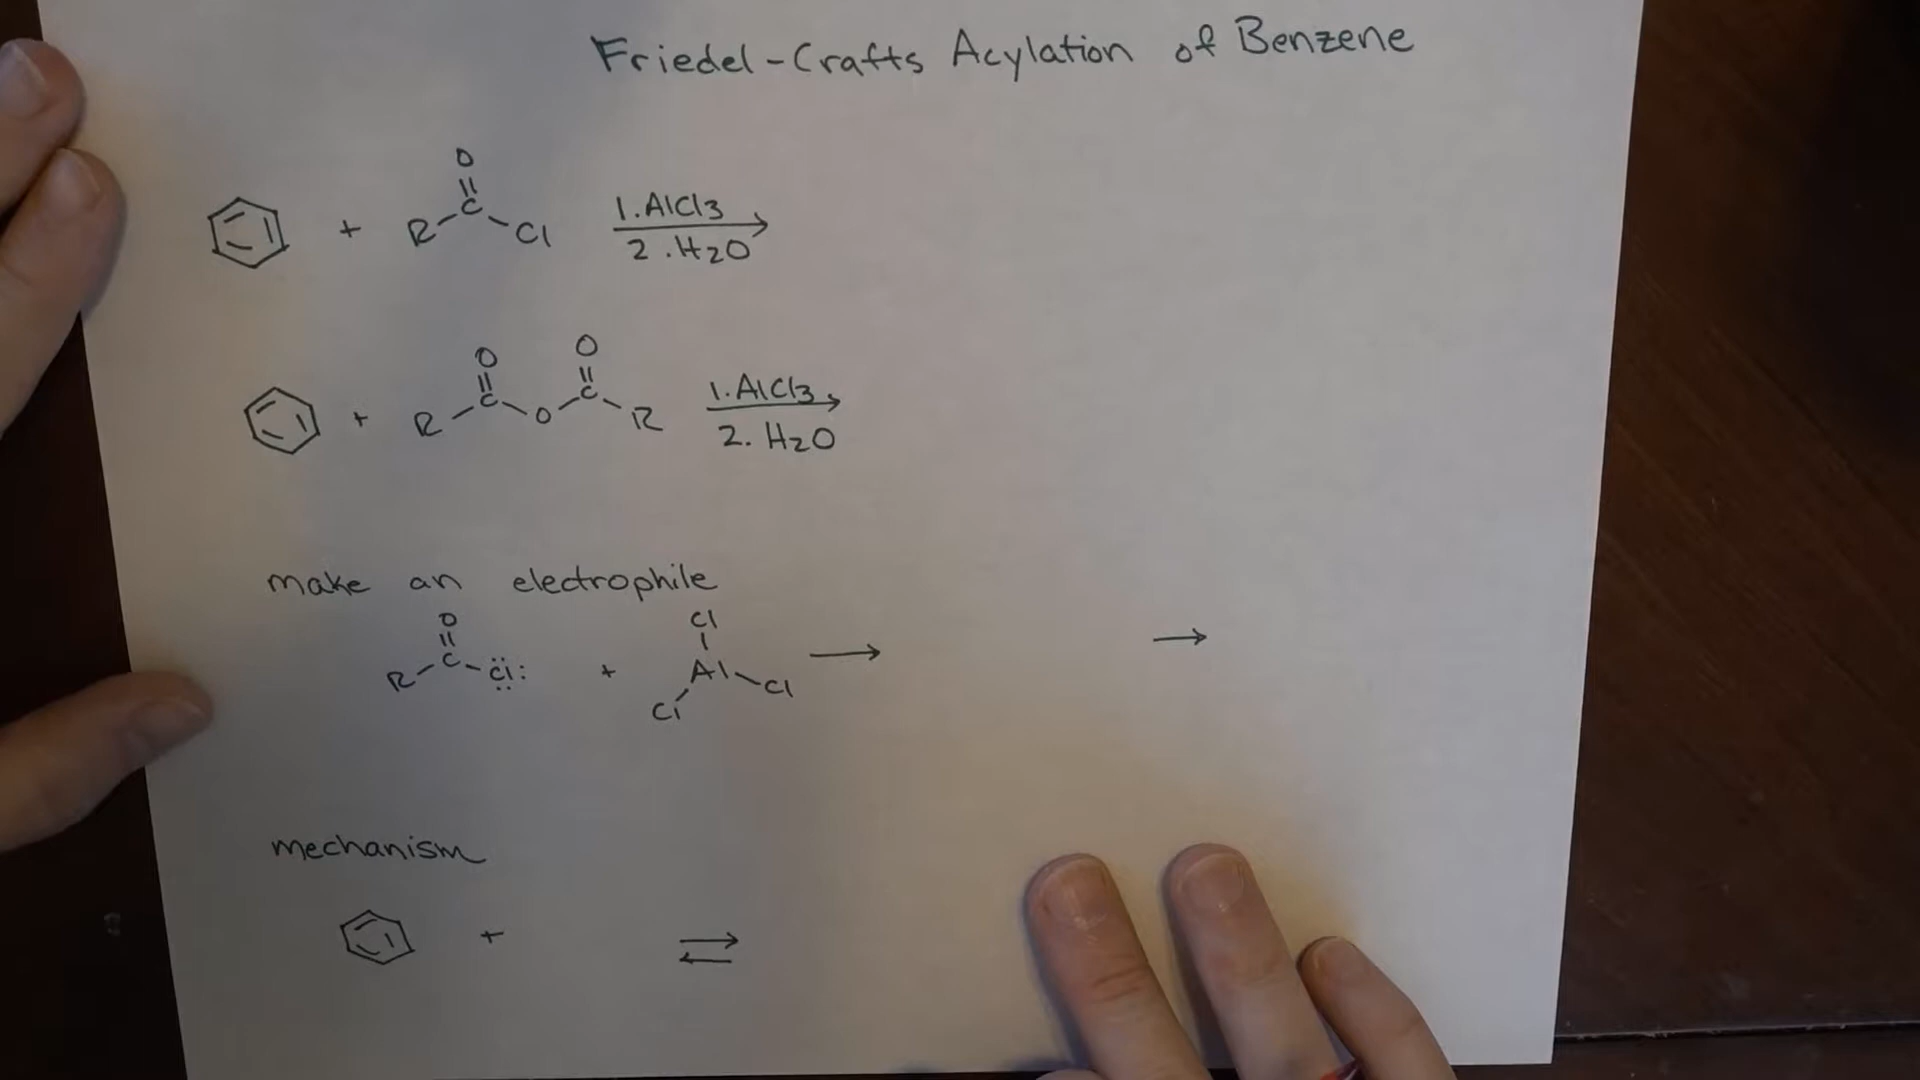 Friedel-Crafts Acylation of Benzene
O
+ R C Cl 1. AlCl3
2. H2O
O O
+ R C O C R 1. AlCl3
2. H2O
make an electrophile
O Cl
R C Cl: + Al Cl
Cl
mechanism
+